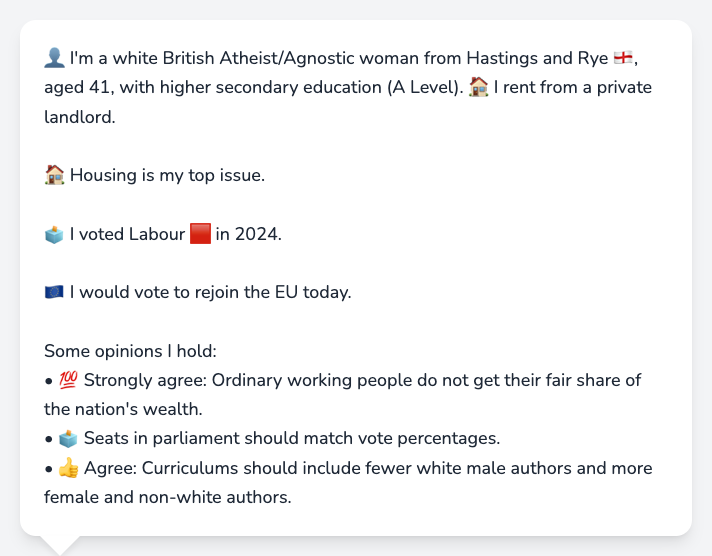 👤 I'm a white British Atheist/Agnostic woman from Hastings and Rye 🏴󠁧󠁢󠁥󠁮󠁧󠁿,
aged 41, with higher secondary education (A Level). 🏠 I rent from a private
landlord.
🏠 Housing is my top issue.
🗳️ I voted Labour 🟥 in 2024.
🇪🇺 I would vote to rejoin the EU today.
Some opinions I hold:
• 💯 Strongly agree: Ordinary working people do not get their fair share of
the nation's wealth.
• 🗳️ Seats in parliament should match vote percentages.
• 👍 Agree: Curriculums should include fewer white male authors and more
female and non-white authors.